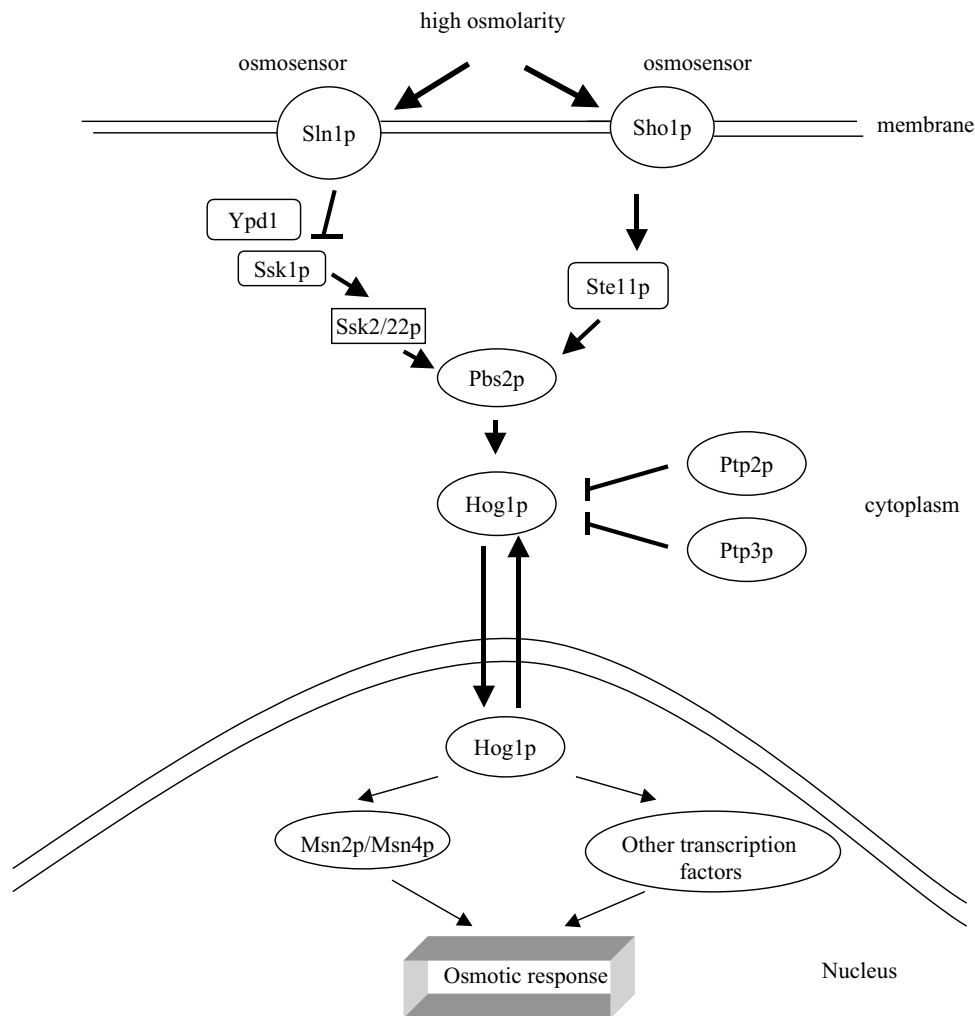 high osmolarity
osmosensor
osmosensor
Sln1p
Sho1p
membrane
Ypd1
Ssk1p
Ste11p
Ssk2/22p
Pbs2p
Ptp2p
Hog1p
cytoplasm
Ptp3p
Hog1p
Msn2p/Msn4p
Other transcription
factors
Osmotic response
Nucleus